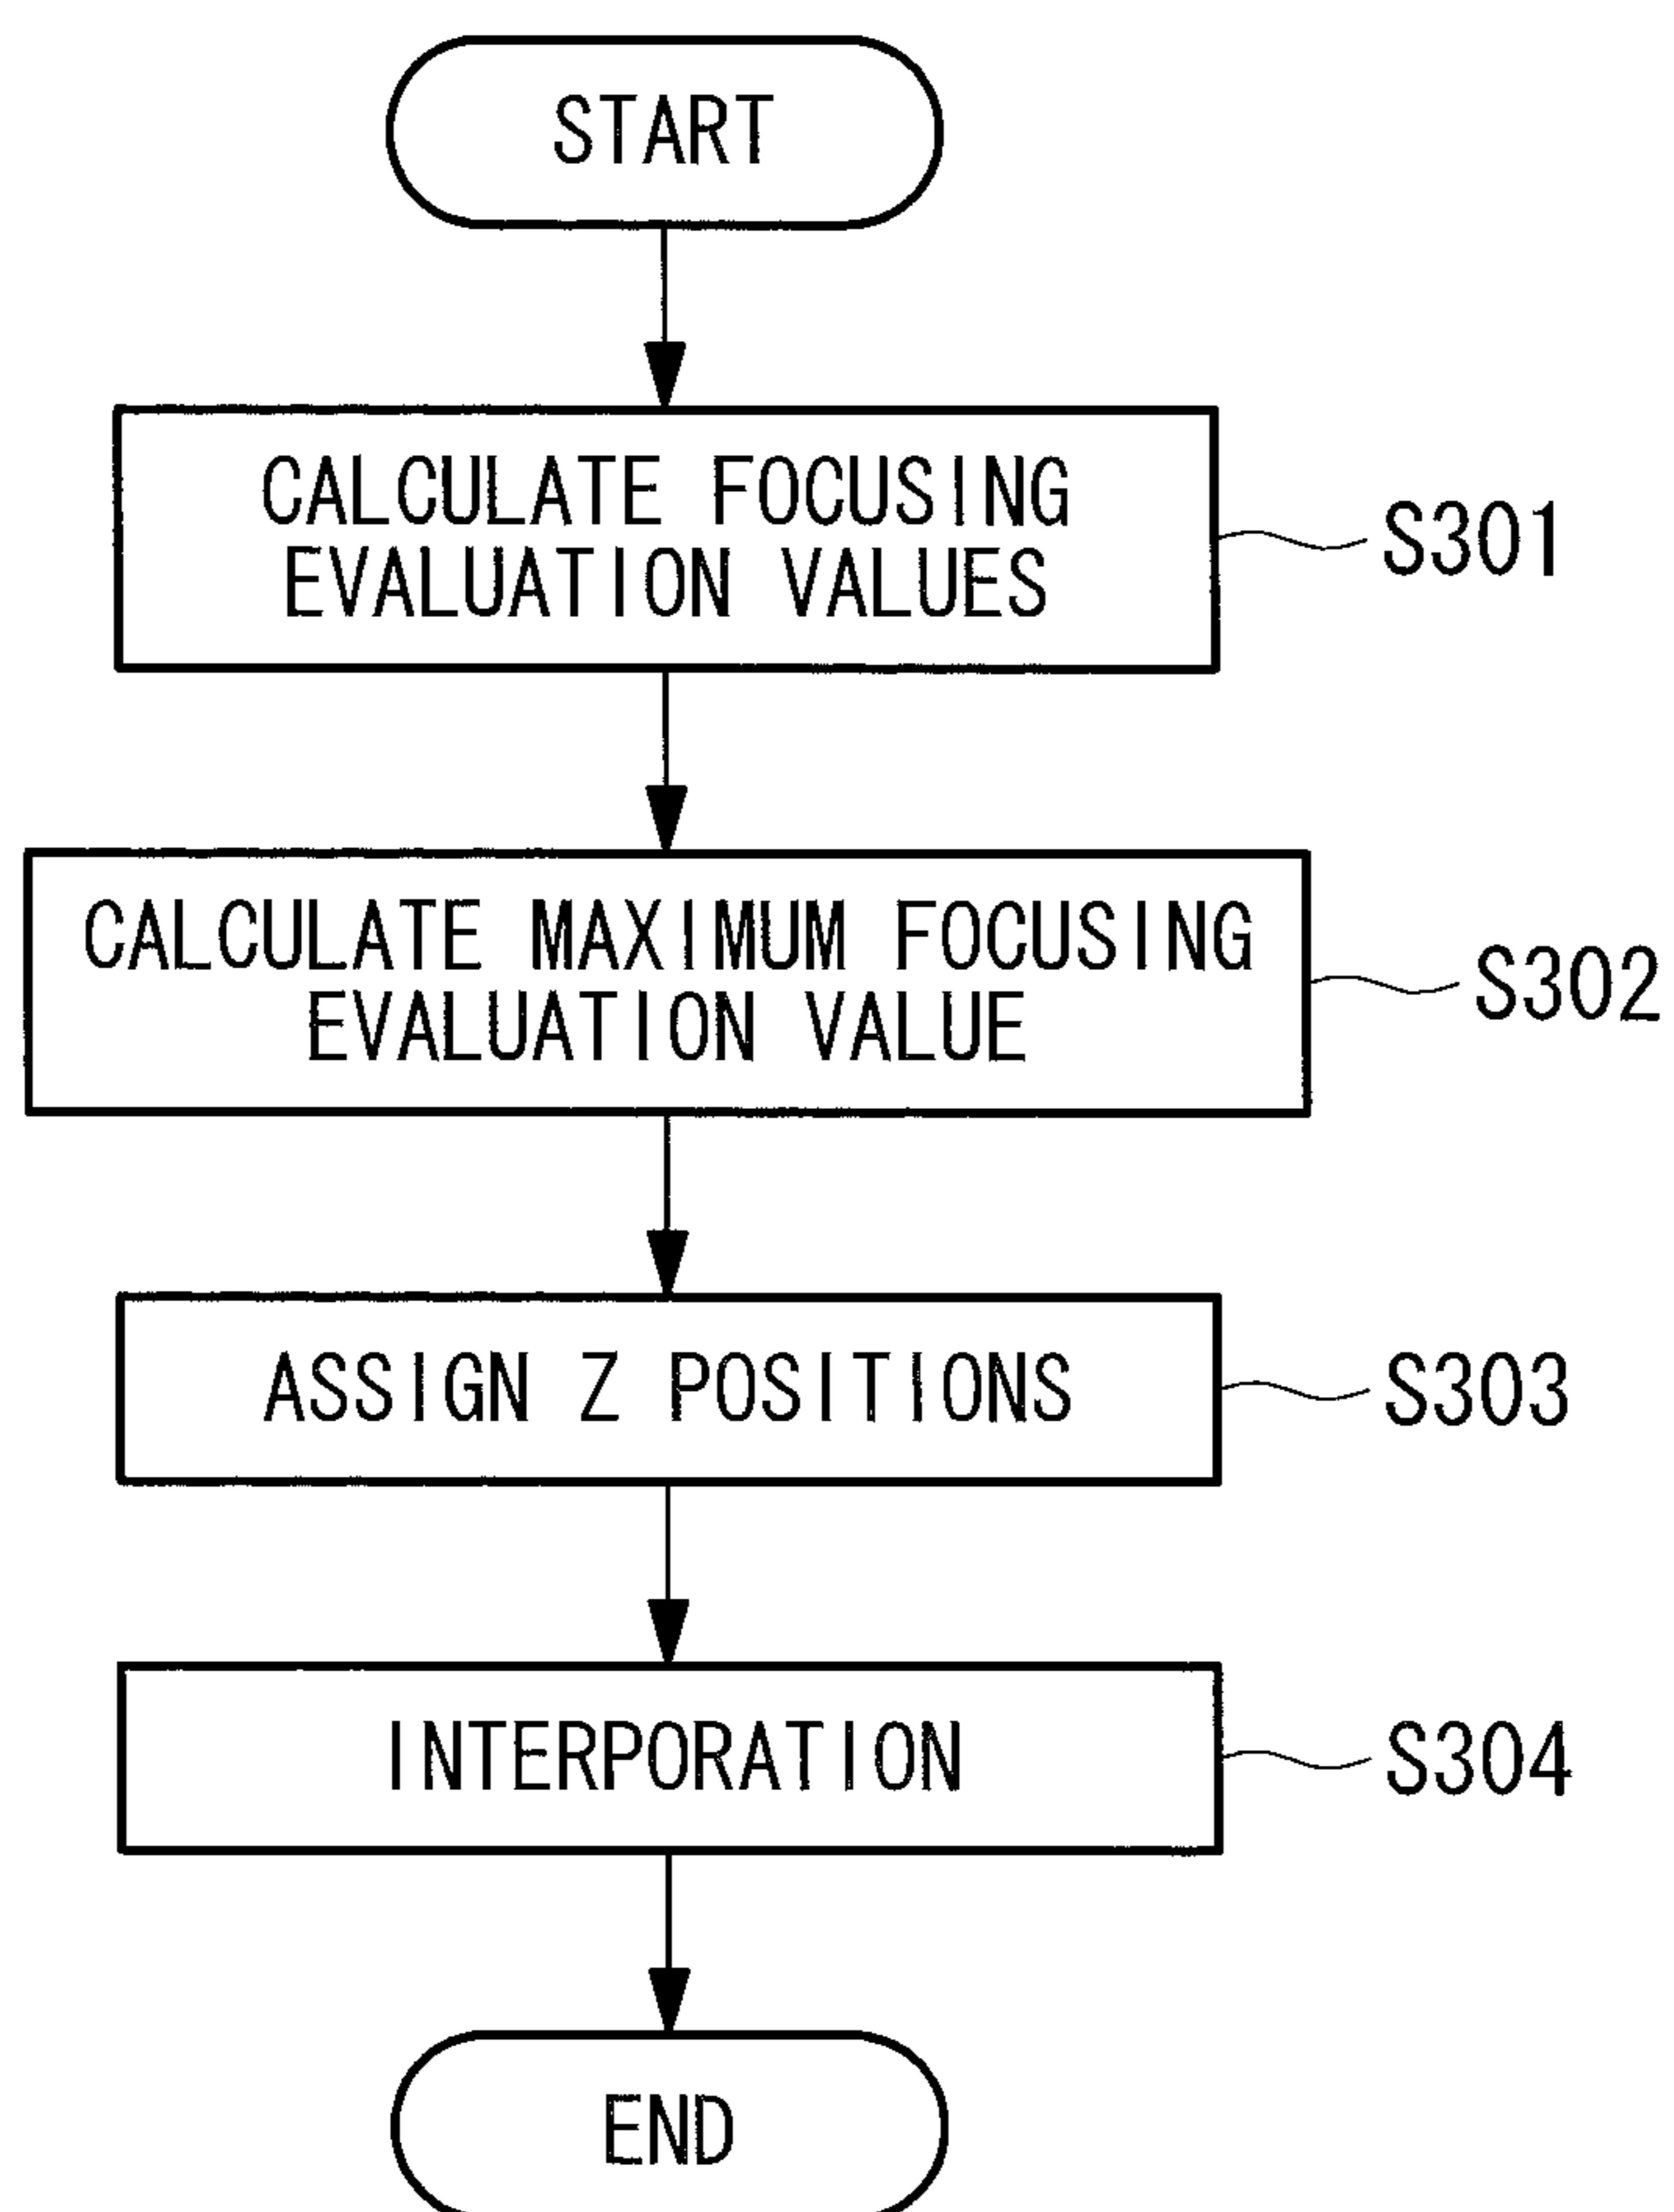 START
CALCULATE FOCUSING
EVALUATION VALUES
S301
CALCULATE MAXIMUM FOCUSING
EVALUATION VALUE
S302
ASSIGN Z POSITIONS
S303
INTERPORATION
S304
END